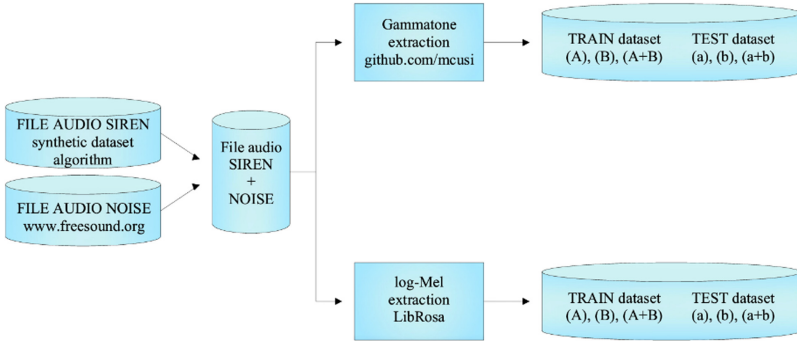 FILE AUDIO SIREN
synthetic dataset
algorithm
FILE AUDIO NOISE
www.freesound.org
File audio
SIREN
+
NOISE
Gammatone
extraction
github.com/mcusi
TRAIN dataset
(A), (B), (A+B)
TEST dataset
(a), (b), (a+b)
log-Mel
extraction
LibRosa
TRAIN dataset
(A), (B), (A+B)
TEST dataset
(a), (b), (a+b)